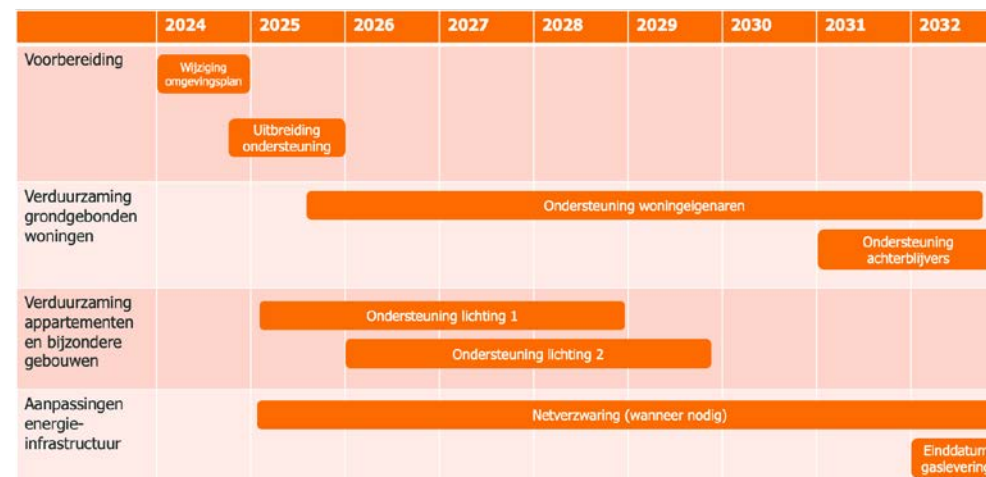 2024 2025 2026 2027 2028 2029 2030 2031 2032
Voorbereiding
Wijziging
omgevingsplan
Uitbreiding
ondersteuning
Verduurzaming
grondgebonden
woningen
Ondersteuning woningeigenaren
Ondersteuning
achterblijvers
Verduurzaming
appartementen
en bijzondere
gebouwen
Ondersteuning lichting 1
Ondersteuning lichting 2
Aanpassingen
energie-
infrastructuur
Netverzwaring (wanneer nodig)
Einddatum
gaslevering